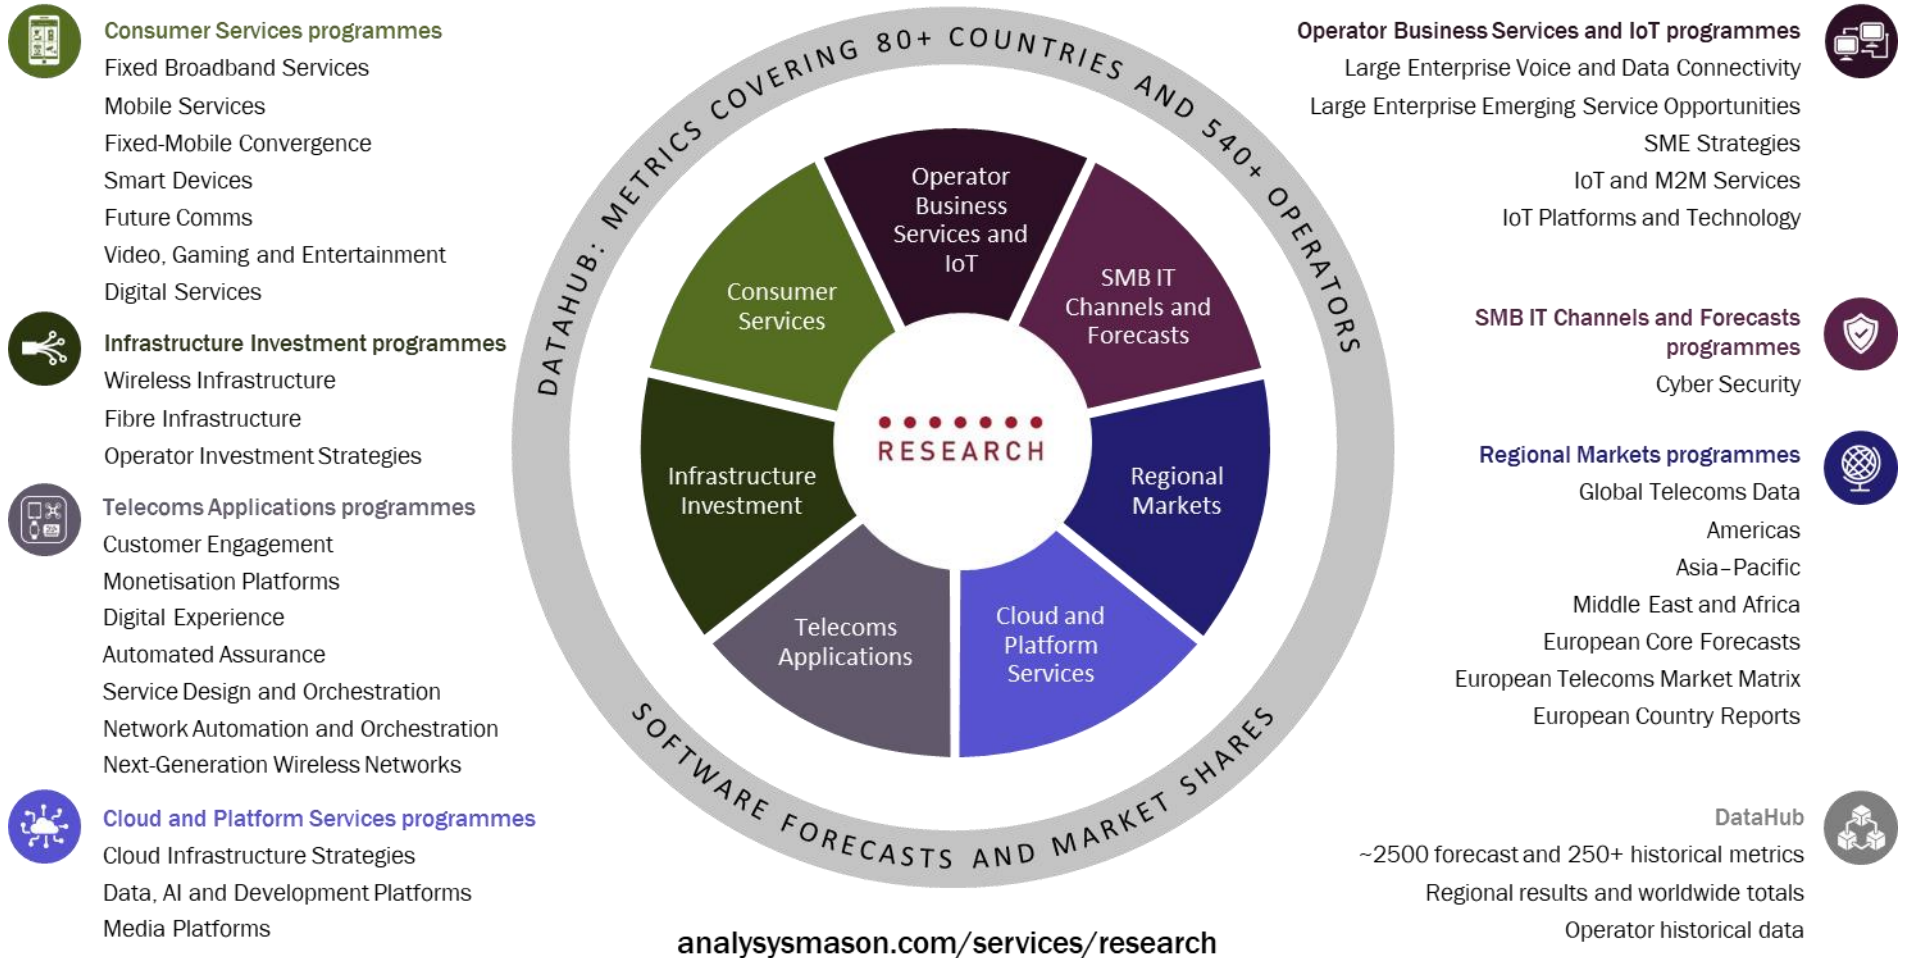 Consumer Services programmes
Fixed Broadband Services
Mobile Services
Fixed-Mobile Convergence
Smart Devices
Future Comms
Video, Gaming and Entertainment
Digital Services
Infrastructure Investment programmes
Wireless Infrastructure
Fibre Infrastructure
Operator Investment Strategies
Telecoms Applications programmes
Customer Engagement
Monetisation Platforms
Digital Experience
Automated Assurance
Service Design and Orchestration
Network Automation and Orchestration
Next-Generation Wireless Networks
Cloud and Platform Services programmes
Cloud Infrastructure Strategies
Data, AI and Development Platforms
Media Platforms
DATAHUB: METRICS COVERING 80+ COUNTRIES AND 540+ OPERATORS
Operator
Business
Services and
IoT
SMB IT
Channels and
Forecasts
Consumer
Services
RESEARCH
Infrastructure
Investment
Regional
Markets
Telecoms
Applications
Cloud and
Platform
Services
SOFTWARE FORECASTS AND MARKET SHARES
analysysmason.com/services/research
Operator Business Services and IoT programmes
Large Enterprise Voice and Data Connectivity
Large Enterprise Emerging Service Opportunities
SME Strategies
IoT and M2M Services
IoT Platforms and Technology
SMB IT Channels and Forecasts
programmes
Cyber Security
Regional Markets programmes
Global Telecoms Data
Americas
Asia–Pacific
Middle East and Africa
European Core Forecasts
European Telecoms Market Matrix
European Country Reports
DataHub
~2500 forecast and 250+ historical metrics
Regional results and worldwide totals
Operator historical data